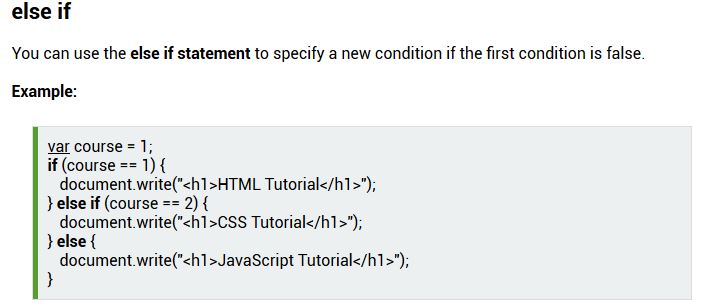 else if
You can use the else if statement to specify a new condition if the first condition is false.
Example:
var course = 1;
if (course == 1) {
   document.write("<h1>HTML Tutorial</h1>");
} else if (course == 2) {
   document.write("<h1>CSS Tutorial</h1>");
} else {
   document.write("<h1>JavaScript Tutorial</h1>");
}